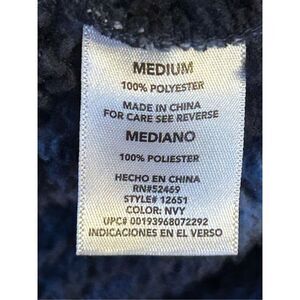 MEDIUM
100% POLYESTER
MADE IN CHINA
FOR CARE SEE REVERSE
MEDIANO
100% POLIESTER
HECHO EN CHINA
RN#52469
STYLE# 12651
COLOR: NVY
UPC# 00193968072292
INDICACIONES EN EL VERSO